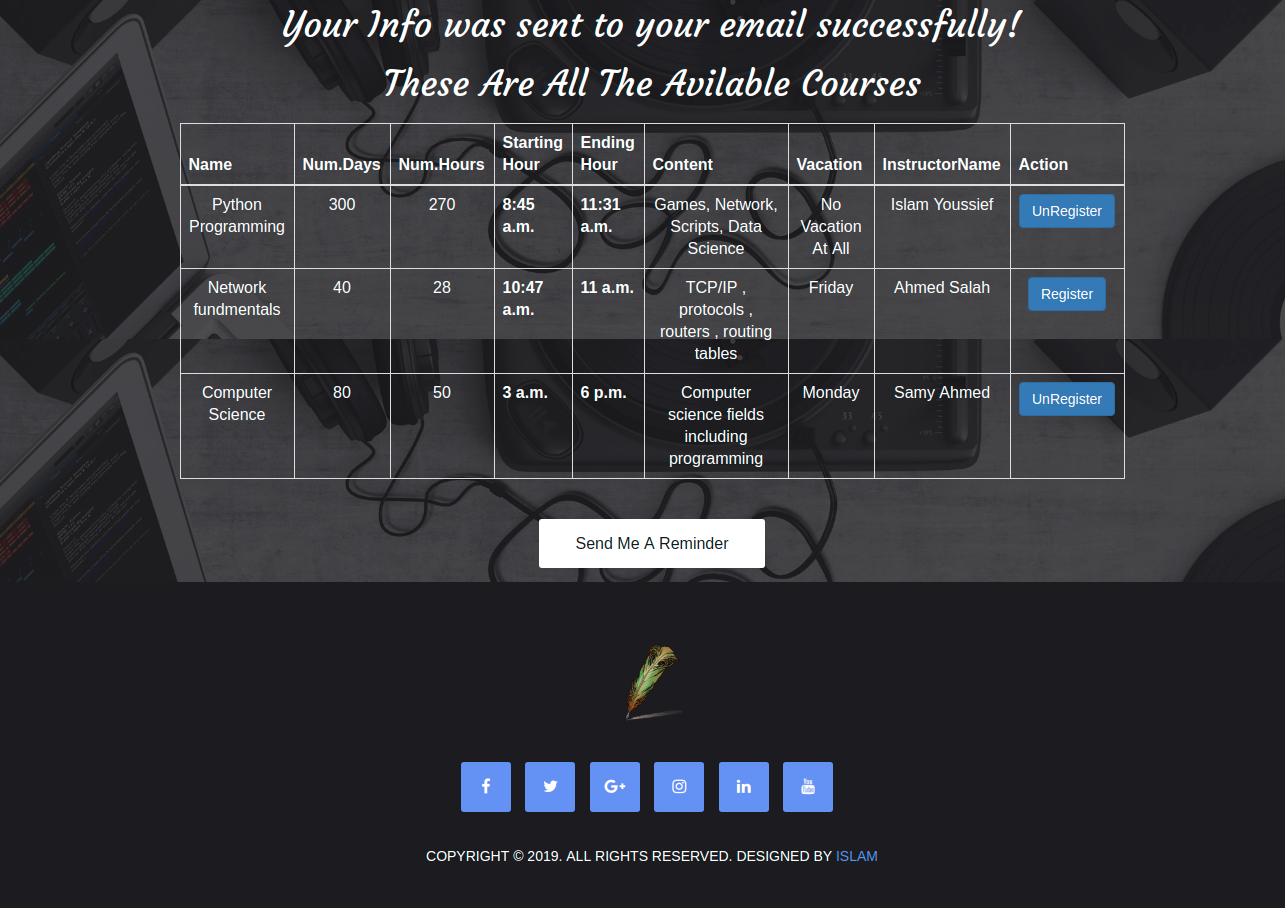 Your Info was sent to your email successfully!
These Are All The Avilable Courses
Name Num.Days Num.Hours Starting Hour Ending Hour Content Vacation InstructorName Action
Python Programming 300 270 8:45 a.m. 11:31 a.m. Games, Network, Scripts, Data Science No Vacation At All Islam Youssief UnRegister
Network fundmentals 40 28 10:47 a.m. 11 a.m. TCP/IP , protocols , routers , routing tables Friday Ahmed Salah Register
Computer Science 80 50 3 a.m. 6 p.m. Computer science fields including programming Monday Samy Ahmed UnRegister
Send Me A Reminder
COPYRIGHT © 2019. ALL RIGHTS RESERVED. DESIGNED BY ISLAM